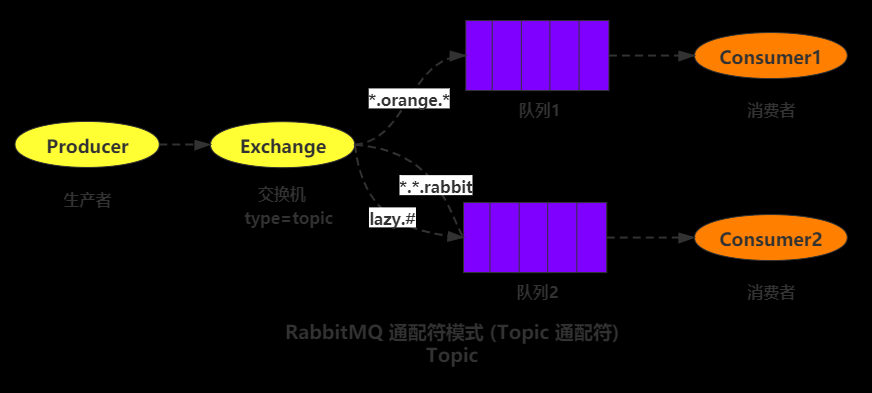 Consumer1
*.orange.*
队列1
消费者
Producer
Exchange
生产者
交换机
type=topic
*.*.rabbit
lazy.#
Consumer2
队列2
消费者
RabbitMQ 通配符模式 (Topic 通配符)
Topic